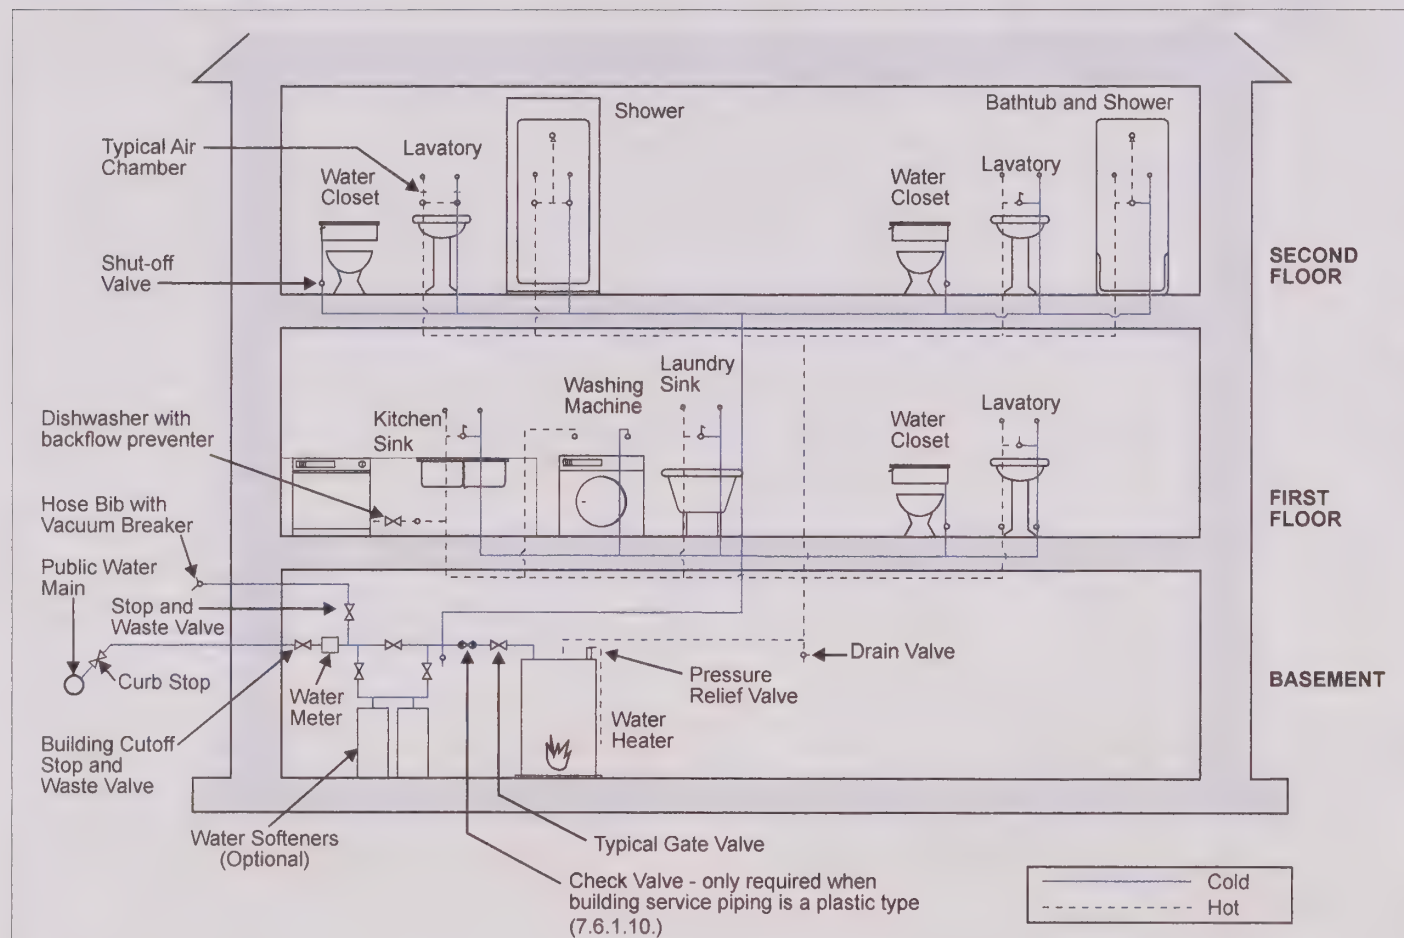 Shower
Bathtub and Shower
Typical Air
Chamber
Lavatory
Water
Closet
Lavatory
Water
Closet
Shut-off
Valve
SECOND
FLOOR
Laundry
Sink
Washing
Machine
Dishwasher with
backflow preventer
Kitchen
Sink
Lavatory
Water
Closet
Hose Bib with
Vacuum Breaker
FIRST
FLOOR
Public Water
Main
Stop and
Waste Valve
Drain Valve
Curb Stop
Pressure
Relief Valve
BASEMENT
Water
Meter
Water
Heater
Building Cutoff
Stop and
Waste Valve
Water Softeners
(Optional)
Typical Gate Valve
Check Valve - only required when
building service piping is a plastic type
(7.6.1.10.)
Cold
Hot